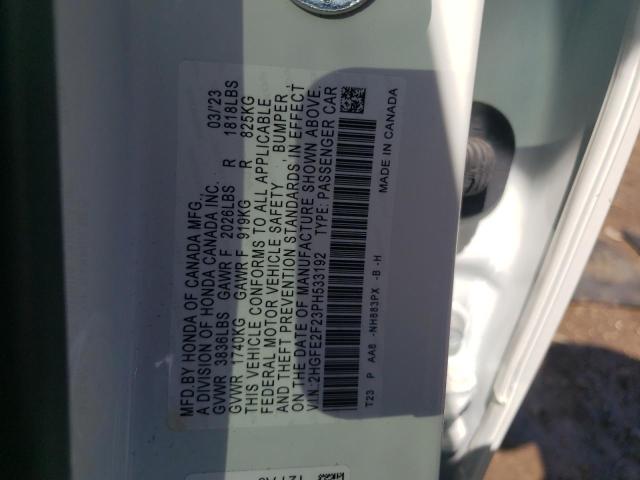 MFD.BY HONDA OF CANADA MFG., 03/'23
A DIVISION OF HONDA CANADA INC.
GVWR 3836LBS GAWR F 2026LBS R 1818LBS
GVWR 1740KG GAWR F 919KG R 825KG
THIS VEHICLE CONFORMS TO ALL APPLICABLE
FEDERAL MOTOR VEHICLE SAFETY BUMPER,
AND THEFT PREVENTION STANDARDS IN EFFECT
ON THE DATE OF MANUFACTURE SHOWN ABOVE.
V.I.N.:2HGFE2F23PH533192 TYPE: PASSENGER CAR
T23 P AA8 -NH883PX -B -H MADE IN CANADA